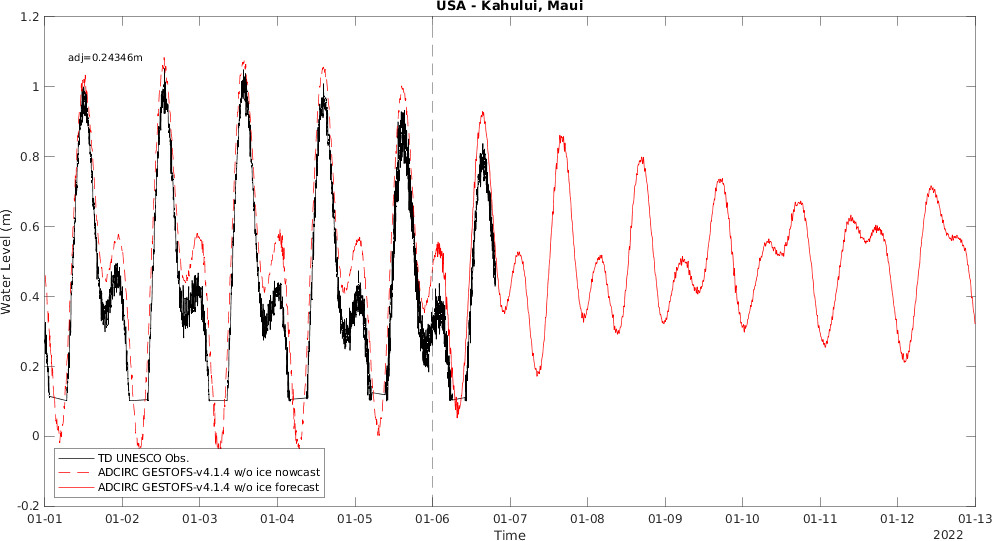 USA - Kahului, Maui
adj=0.24346m
1.2
1
0.8
0.6
0.4
0.2
0
-0.2
Water Level (m)
TD UNESCO Obs.
ADCIRC GESTOFS-v4.1.4 w/o ice nowcast
ADCIRC GESTOFS-v4.1.4 w/o ice forecast
01-01 01-02 01-03 01-04 01-05 01-06 01-07 01-08 01-09 01-10 01-11 01-12 01-13
Time
2022